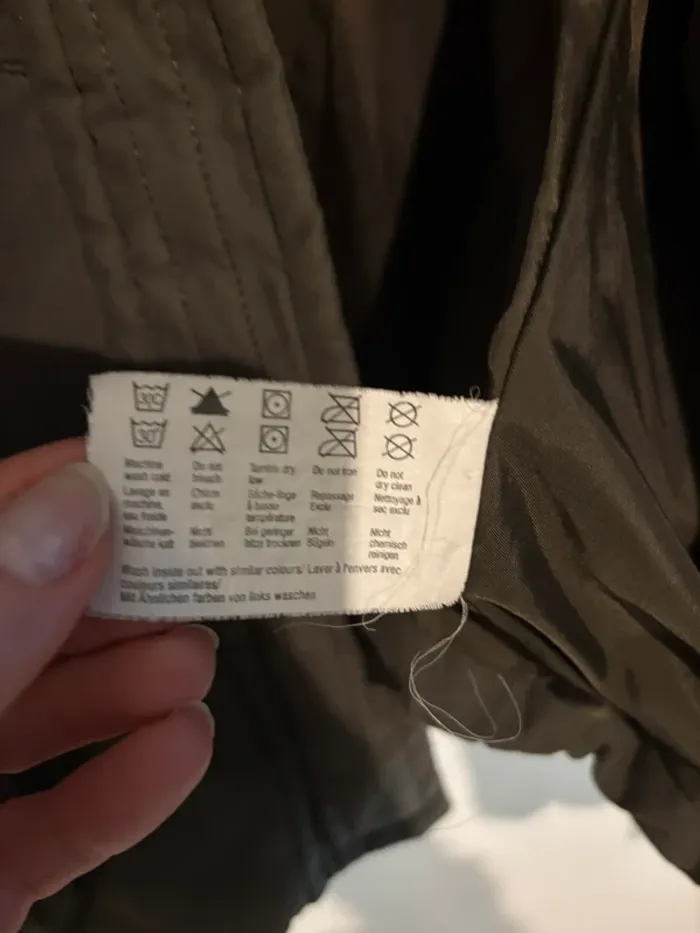 30C
30°
Machine wash cold
Do not bleach
Tumble dry low
Do not iron
Do not dry clean
Lavage en machine, eau froide
Chlore exclu
Sèche-linge à basse température
Repassage Exclu
Nettoyage à sec exclu
Maschinen-wäsche kalt
Nicht bleichen
Bei geringer hitze trocknen
Nicht Bügeln
Nicht chemisch reinigen
Wash inside out with similar colours/ Laver à l'envers avec
couleurs similaires/
Mit Ähnlichen farben von links waschen